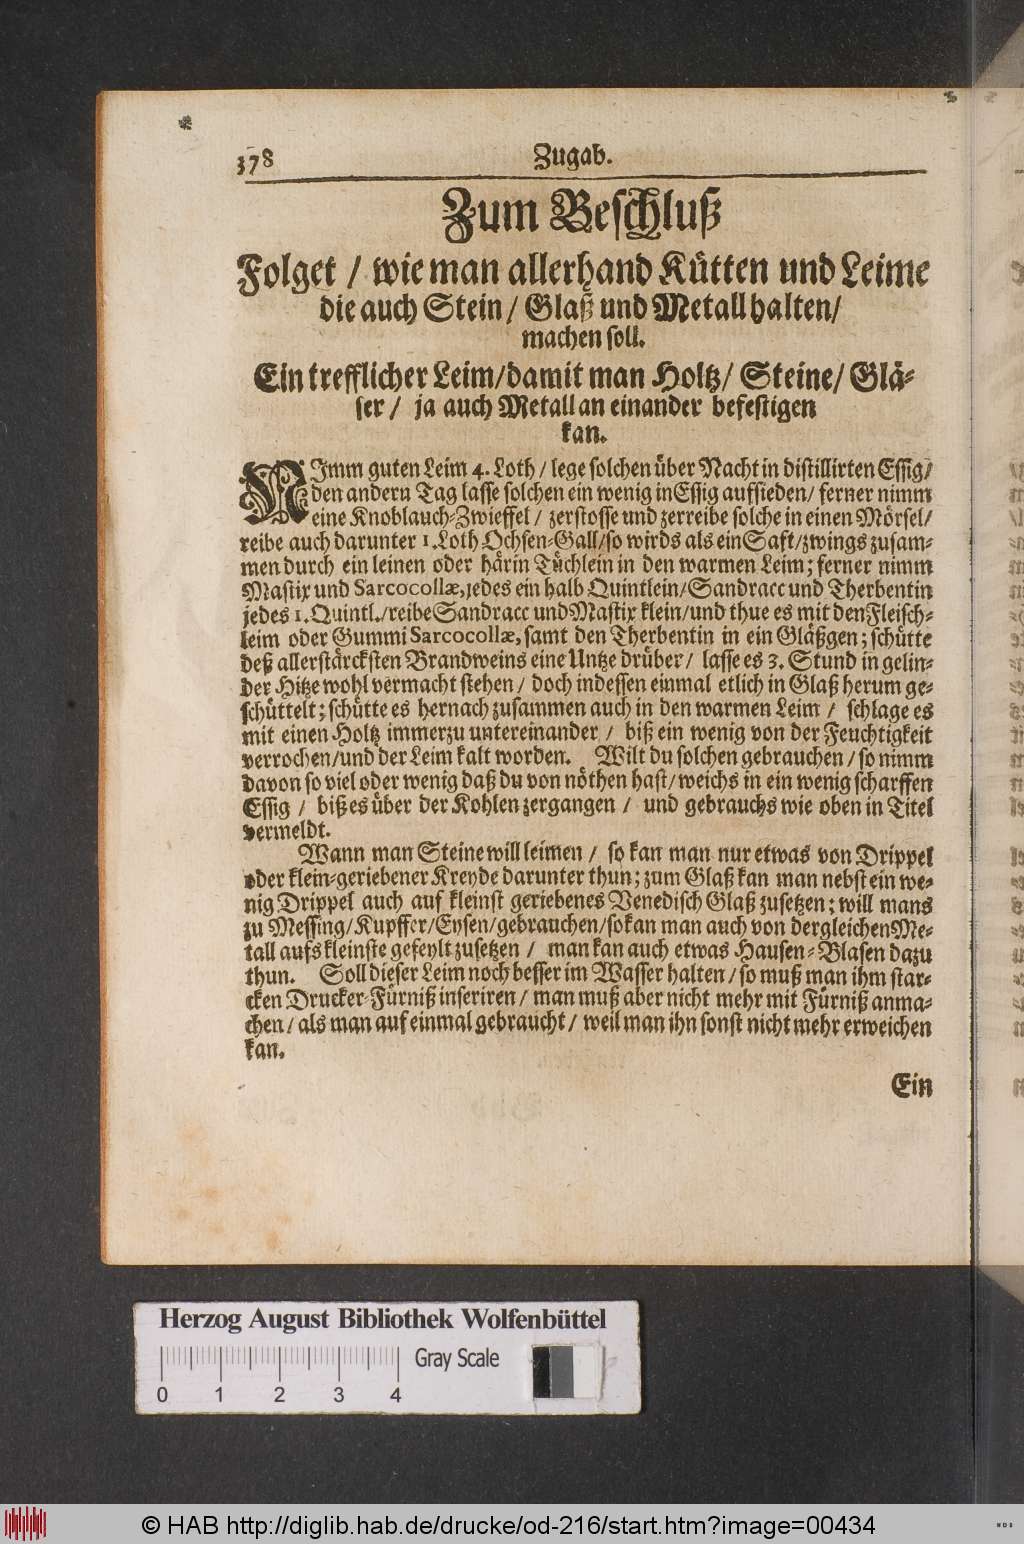 378 Zugab.
Zum Beschluß
Folget / wie man allerhand Kütten und Leime
die auch Stein / Glaß und Metall halten /
machen soll.
Ein trefflicher Leim / damit man Holtz / Steine / Glä-
ser / ja auch Metall an einander befestigen
kan.
NImm guten Leim 4. Loth / lege solchen über Nacht in distillirten Essig /
den andern Tag lasse solchen ein wenig in Essig aufsieden / ferner nimm
eine Knoblauch-Zwieffel / zerstosse und zerreibe solche in einen Mörsel /
reibe auch darunter 1. Loth Ochsen-Gall / so wirds als ein Saft / zwings zusam-
men durch ein leinen oder härin Tüchlein in den warmen Leim; ferner nimm
Mastix und Sarcocollæ, jedes ein halb Quintlein / Sandracc und Therbentin
jedes 1. Quintl. / reibe Sandracc und Mastix klein / und thue es mit den Fleisch-
leim oder Gummi Sarcocollæ, samt den Therbentin in ein Gläßgen; schütte
deß allerstärcksten Brandweins eine Untze drüber / lasse es 3. Stund in gelin-
der Hitze wohl vermacht stehen / doch indessen einmal etlich in Glaß herum ge-
schüttelt; schütte es hernach zusammen auch in den warmen Leim / schlage es
mit einen Holtz immerzu untereinander / biß ein wenig von der Feuchtigkeit
verrochen / und der Leim kalt worden. Wilt du solchen gebrauchen / so nimm
davon so viel oder wenig daß du von nöthen hast / weichs in ein wenig scharffen
Essig / biß es über der Kohlen zergangen / und gebrauchs wie oben in Titel
vermeldt.
Wann man Steine will leimen / so kan man nur etwas von Drippel
oder klein-geriebener Kreyde darunter thun; zum Glaß kan man nebst ein we-
nig Drippel auch auf kleinst geriebenes Venedisch Glaß zusetzen; will mans
zu Messing / Kupffer / Eysen / gebrauchen / so kan man auch von dergleichen Me-
tall aufs kleinste gefeylt zusetzen / man kan auch etwas Hausen-Blasen dazu
thun. Soll dieser Leim noch besser im Wasser halten / so muß man ihm star-
cken Drucker-Fürniß inseriren / man muß aber nicht mehr mit Fürniß anma-
chen / als man auf einmal gebraucht / weil man ihn sonst nicht mehr erweichen
kan.
Ein
Herzog August Bibliothek Wolfenbüttel
Gray Scale
0 1 2 3 4
© HAB http://diglib.hab.de/drucke/od-216/start.htm?image=00434